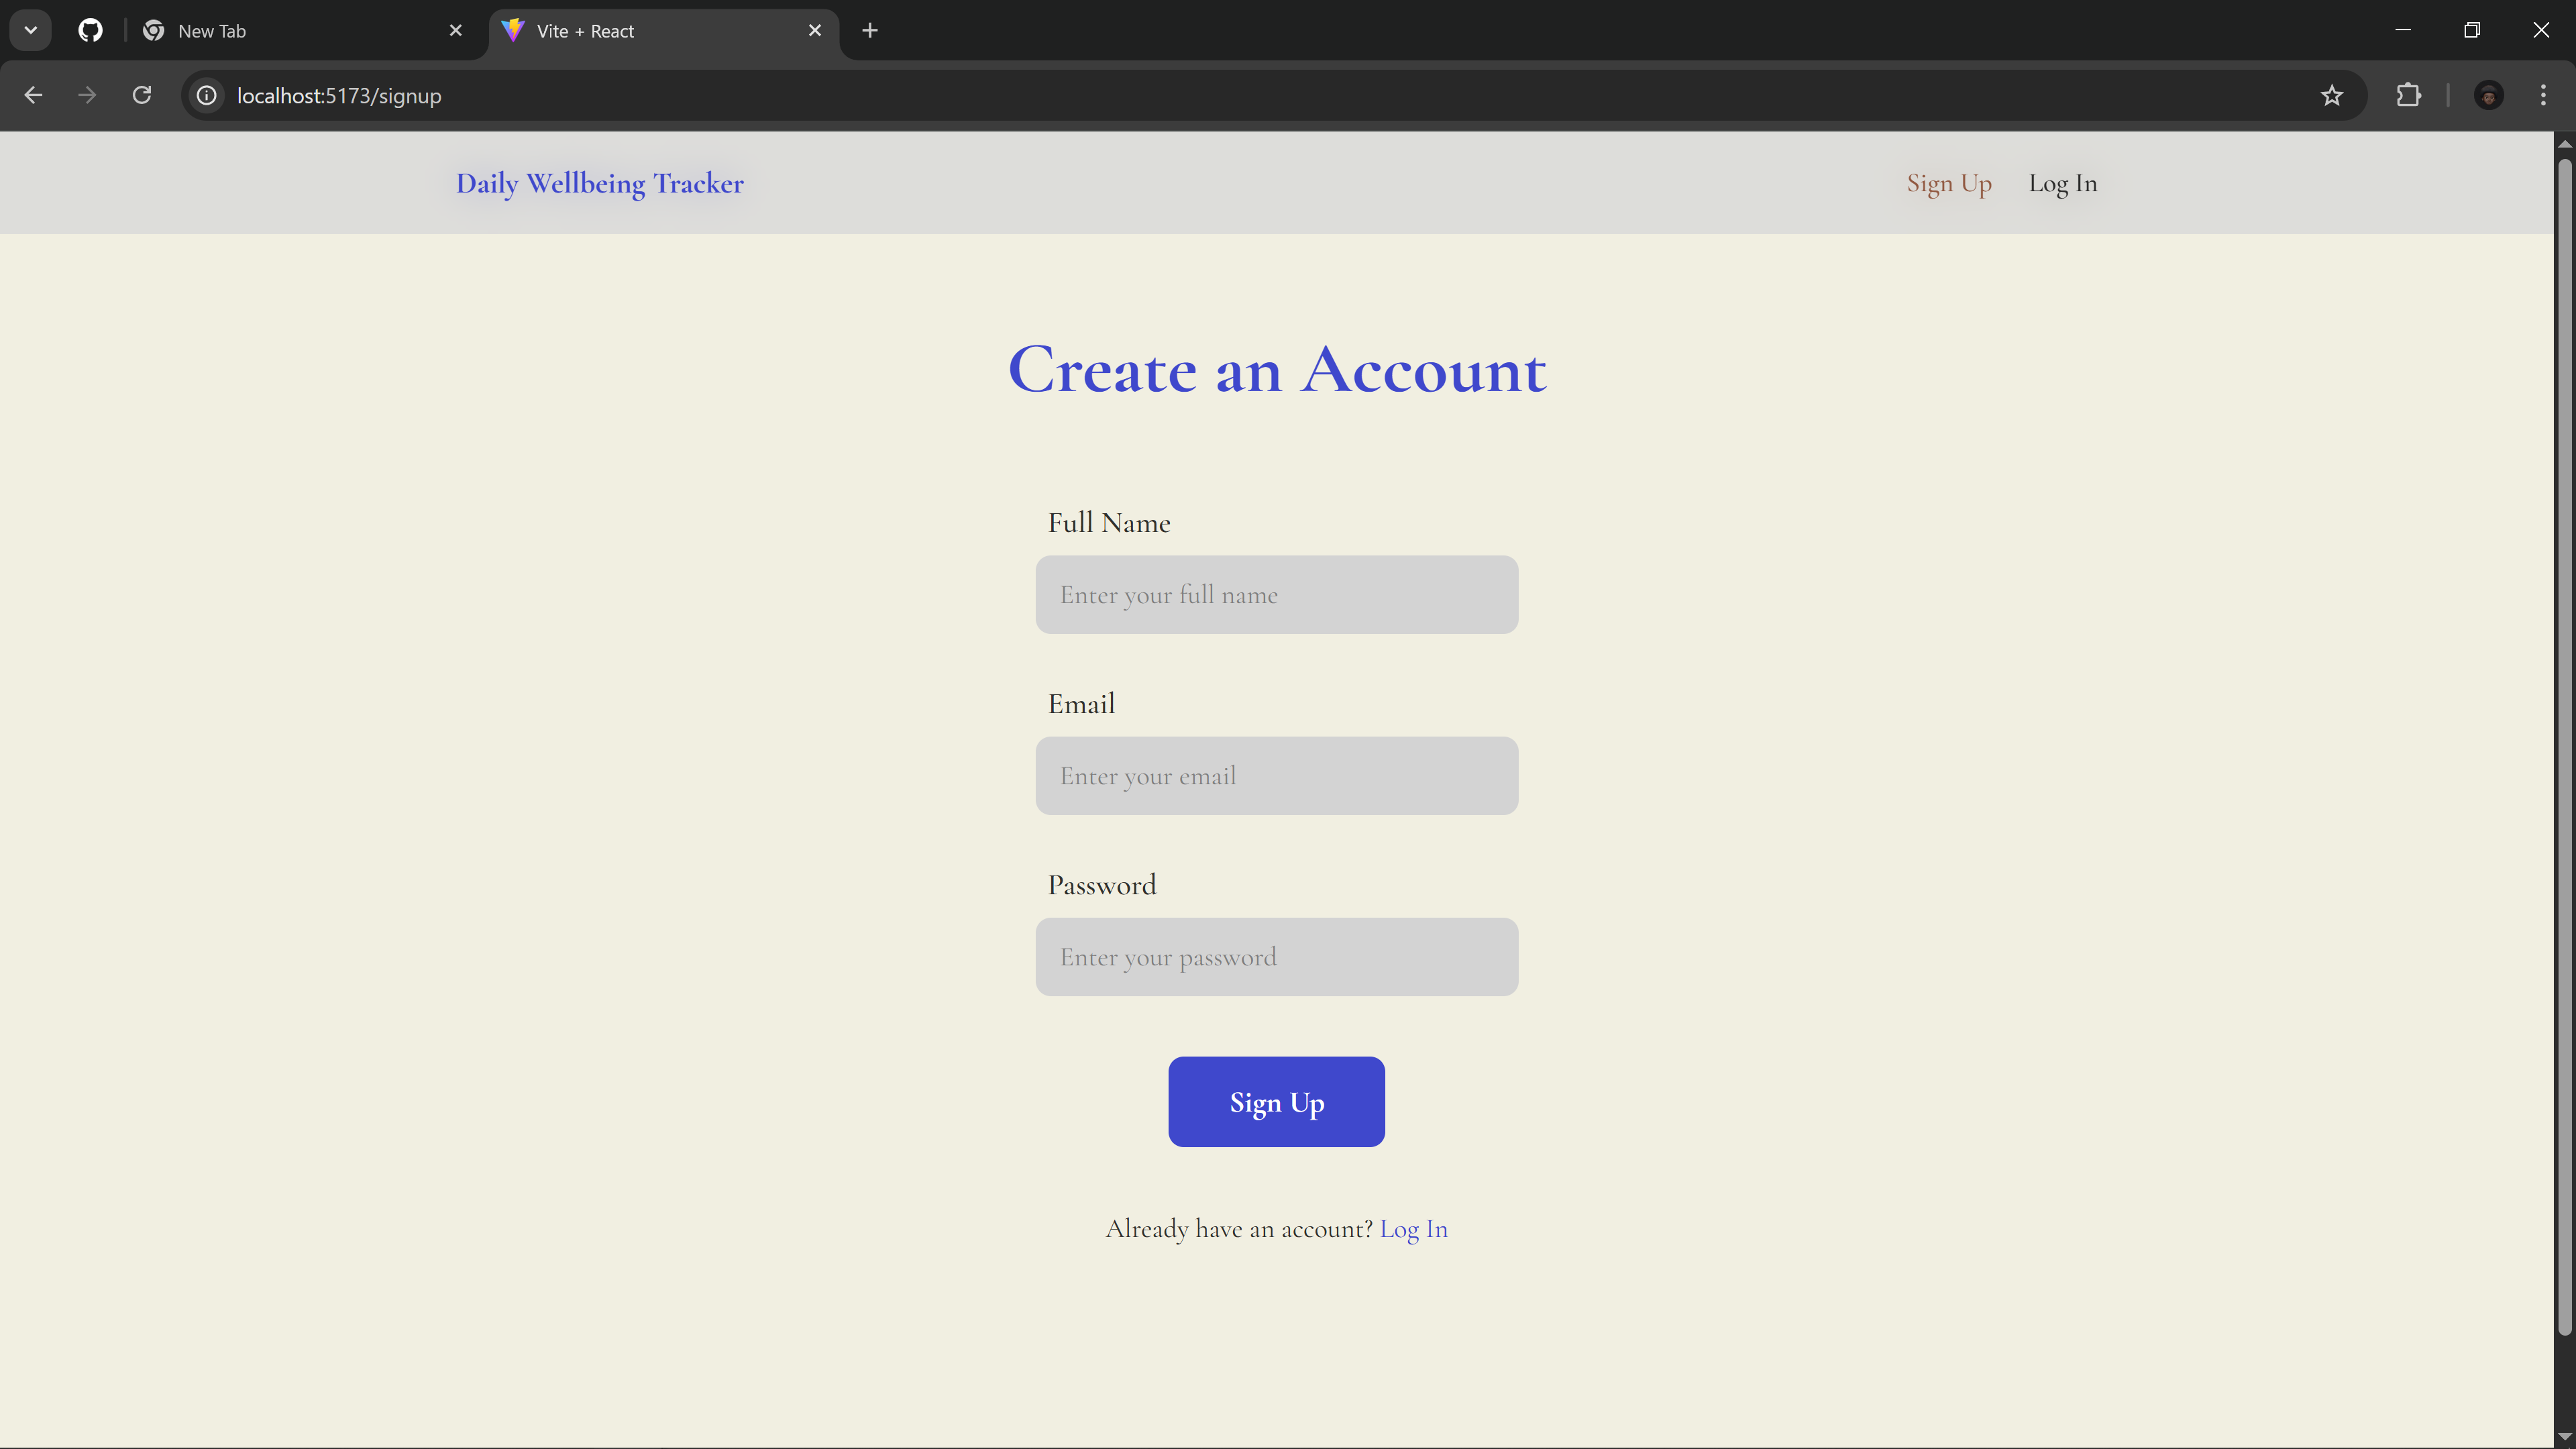 New Tab
Vite + React
localhost:5173/signup
Daily Wellbeing Tracker
Sign Up Log In
Create an Account
Full Name
Enter your full name
Email
Enter your email
Password
Enter your password
Sign Up
Already have an account? Log In